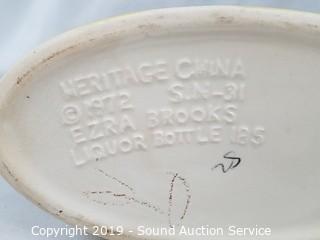 HERITAGE CHINA
© 1972 S.N-31
EZRA BROOKS
LIQUOR BOTTLE 185
Copyright 2019 - Sound Auction Service